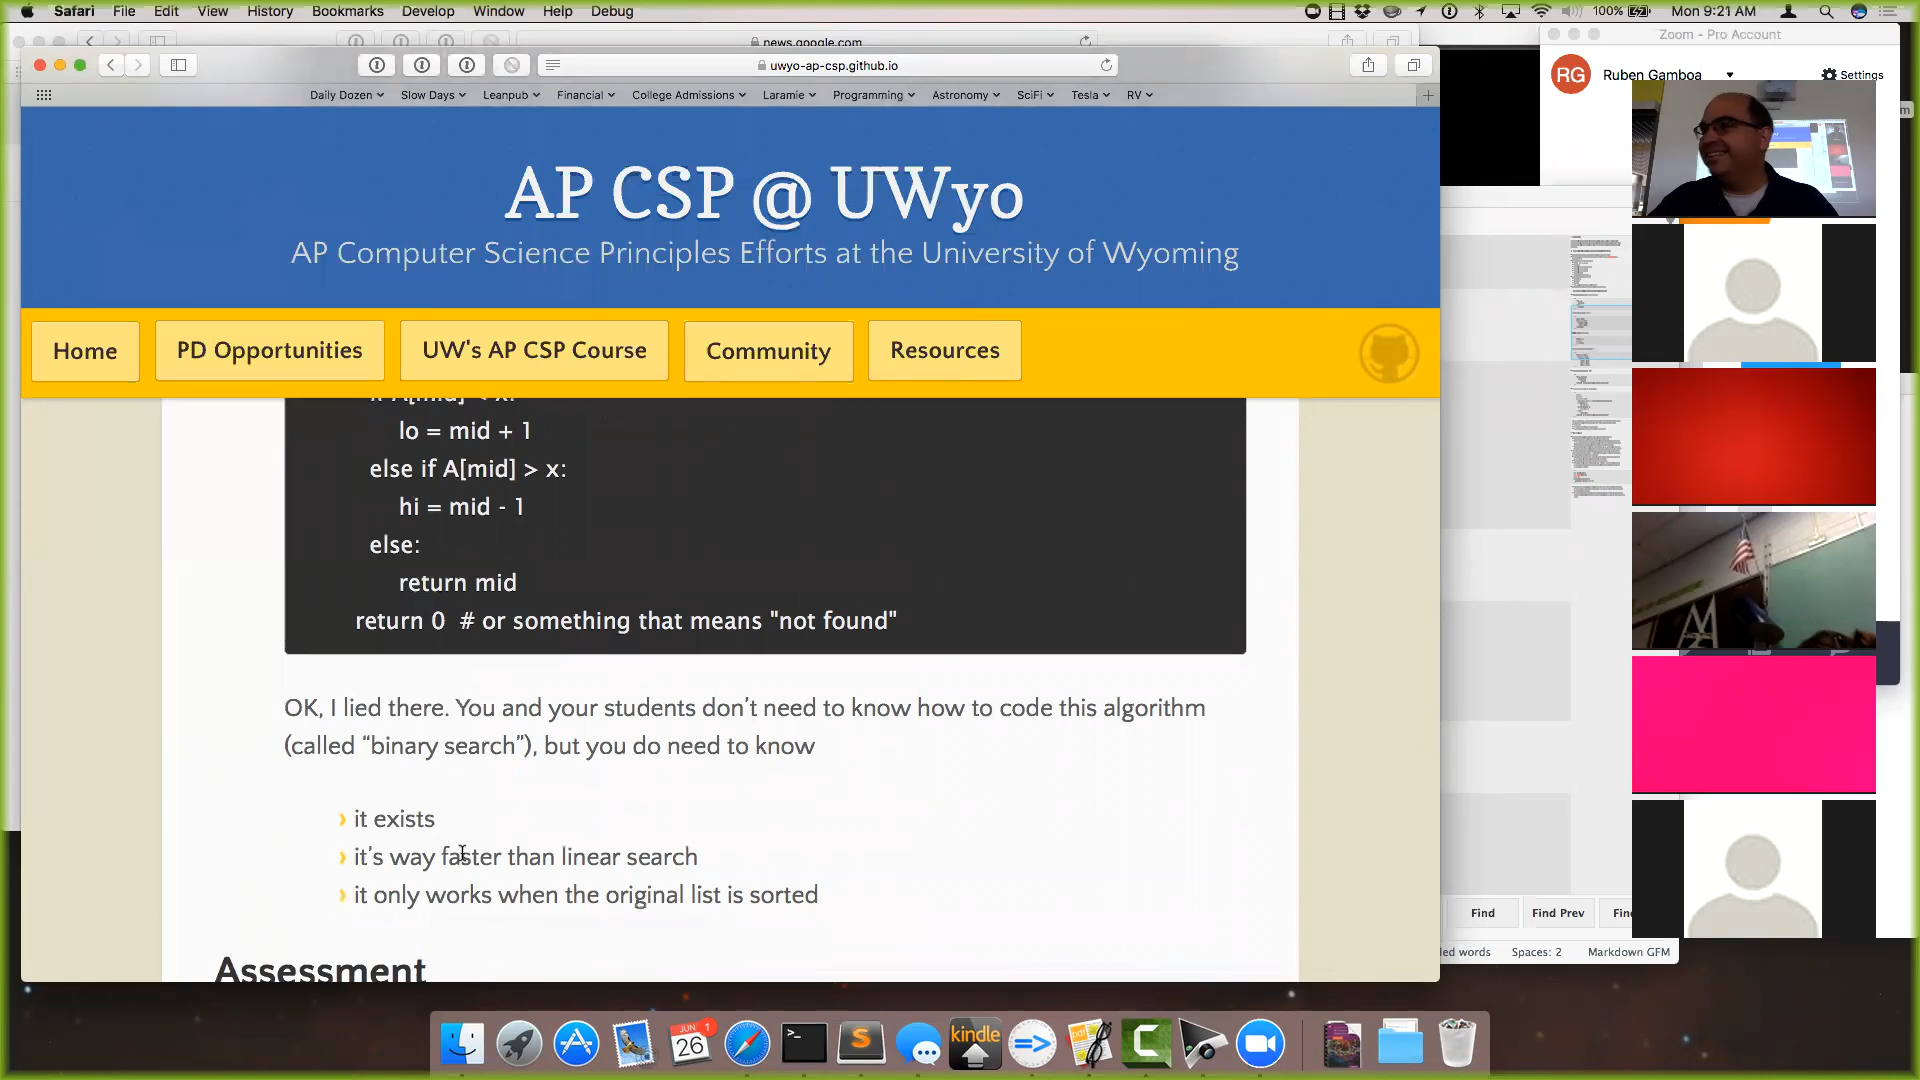 Safari File Edit View History Bookmarks Develop Window Help Debug
100% Mon 9:21 AM
news.google.com
Zoom - Pro Account
uwyo-ap-csp.github.io
RG Ruben Gamboa Settings
Daily Dozen Slow Days Leanpub Financial College Admissions Laramie Programming Astronomy SciFi Tesla RV
AP CSP @ UWyo
AP Computer Science Principles Efforts at the University of Wyoming
Home PD Opportunities UW's AP CSP Course Community Resources
lo = mid + 1
else if A[mid] > x:
hi = mid - 1
else:
return mid
return 0 # or something that means "not found"
OK, I lied there. You and your students don’t need to know how to code this algorithm
(called “binary search”), but you do need to know
› it exists
› it’s way faster than linear search
› it only works when the original list is sorted
Assessment
Find Find Prev
Spaces: 2 Markdown GFM
JUN
26
kindle